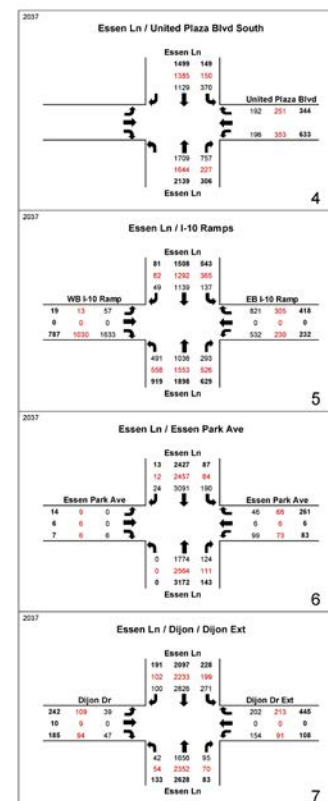 2037
Essen Ln / United Plaza Blvd South
Essen Ln
1499 149
1385 150
1129 370
United Plaza Blvd
192 251 344
196 353 633
1709 757
1644 227
2139 306
Essen Ln
4
2037
Essen Ln / I-10 Ramps
Essen Ln
81 1508 643
82 1292 365
49 1139 137
WB I-10 Ramp
EB I-10 Ramp
19 13 57
821 305 418
0 0 0
0 0 0
787 1030 1633
532 230 232
491 1036 293
558 1553 526
919 1898 629
Essen Ln
5
2037
Essen Ln / Essen Park Ave
Essen Ln
13 2427 87
12 2457 84
24 3091 190
Essen Park Ave
Essen Park Ave
14 9 0
46 68 261
6 6 0
6 6 6
7 6 6
99 73 83
0 1774 124
0 2564 111
0 3172 143
Essen Ln
6
2037
Essen Ln / Dijon / Dijon Ext
Essen Ln
191 2097 228
102 2233 199
100 2826 271
Dijon Dr
Dijon Dr Ext
242 109 39
202 213 445
10 9 0
0 0 0
185 94 47
154 91 108
42 1656 95
54 2352 70
133 2628 83
Essen Ln
7